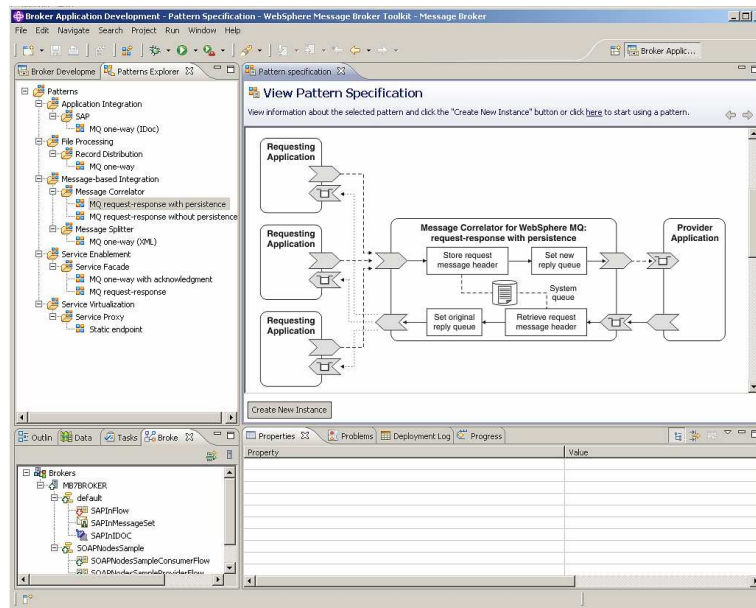 Broker Application Development - Pattern Specification - WebSphere Message Broker Toolkit - Message Broker
File Edit Navigate Search Project Run Window Help
Broker Applic...
Broker Developme
Patterns Explorer
Patterns
Application Integration
SAP
MQ one-way (IDoc)
File Processing
Record Distribution
MQ one-way
Message-based Integration
Message Correlator
MQ request-response with persistence
MQ request-response without persistence
Message Splitter
MQ one-way (XML)
Service Enablement
Service Facade
MQ one-way with acknowledgment
MQ request-response
Service Virtualization
Service Proxy
Static endpoint
Pattern specification
View Pattern Specification
View information about the selected pattern and click the "Create New Instance" button or click here to start using a pattern.
Requesting
Application
Requesting
Application
Requesting
Application
Message Correlator for WebSphere MQ:
request-response with persistence
Store request
message header
Set new
reply queue
System
queue
Set original
reply queue
Retrieve request
message header
Provider
Application
Create New Instance
Outlin
Data
Tasks
Broke
Brokers
MB7BROKER
default
SAPInFlow
SAPInMessageSet
SAPInIDOC
SOAPNodesSample
SOAPNodesSampleConsumerFlow
SOAPNodesSampleProviderFlow
Properties
Problems
Deployment Log
Progress
Property
Value